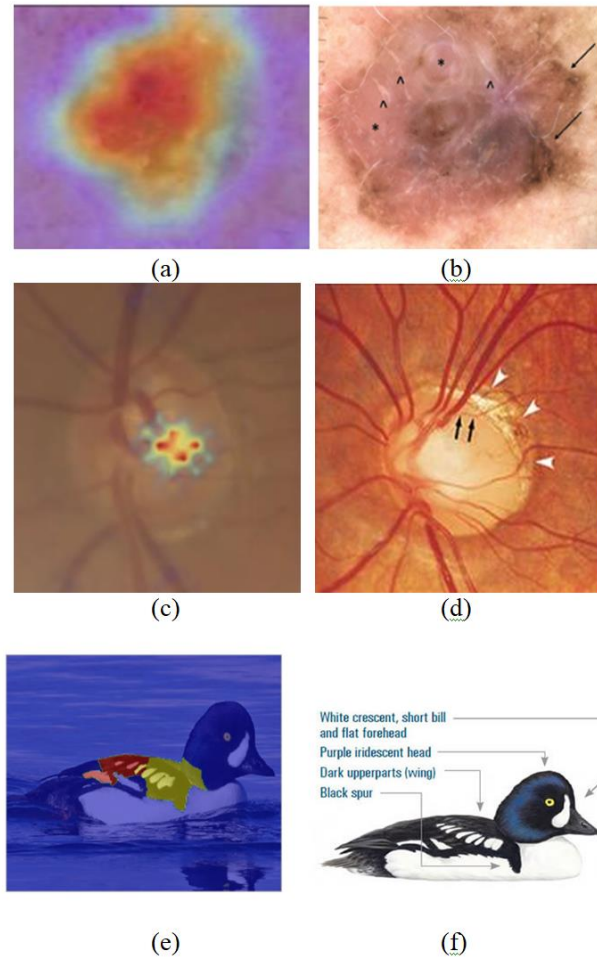 (a)
(b)
(c)
(d)
White crescent, short bill
and flat forehead
Purple iridescent head
Dark upperparts (wing)
Black spur
(e)
(f)